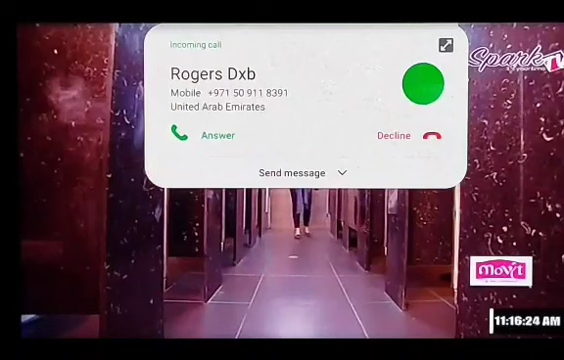 Incoming call
Rogers Dxb
Mobile +971 50 911 8391
United Arab Emirates
Answer
Decline
Send message
Spark TV
movit
11:16:24 AM